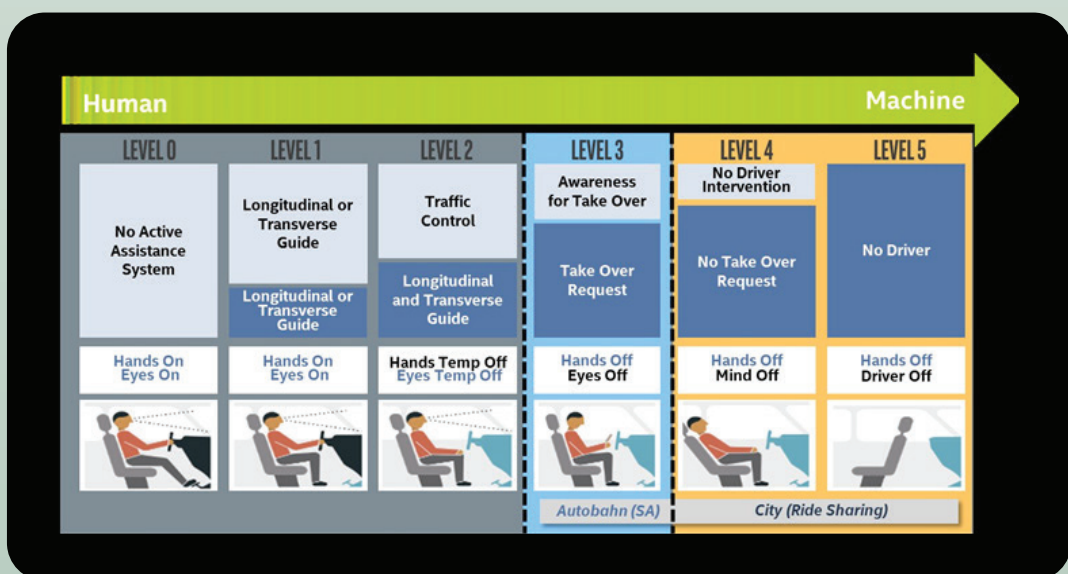 Human
Machine
LEVEL 0
No Active
Assistance
System
Hands On
Eyes On
LEVEL 1
Longitudinal or
Transverse
Guide
Longitudinal or
Transverse
Guide
Hands On
Eyes On
LEVEL 2
Traffic
Control
Longitudinal
and Transverse
Guide
Hands Temp Off
Eyes Temp Off
LEVEL 3
Awareness
for Take Over
Take Over
Request
Hands Off
Eyes Off
LEVEL 4
No Driver
Intervention
No Take Over
Request
Hands Off
Mind Off
LEVEL 5
No Driver
Hands Off
Driver Off
Autobahn (SA)
City (Ride Sharing)